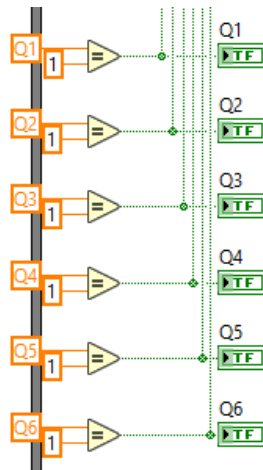 Q1
Q1
1
=
TF
Q2
Q2
1
=
TF
Q3
Q3
1
=
TF
Q4
Q4
1
=
TF
Q5
Q5
1
=
TF
Q6
Q6
1
=
TF